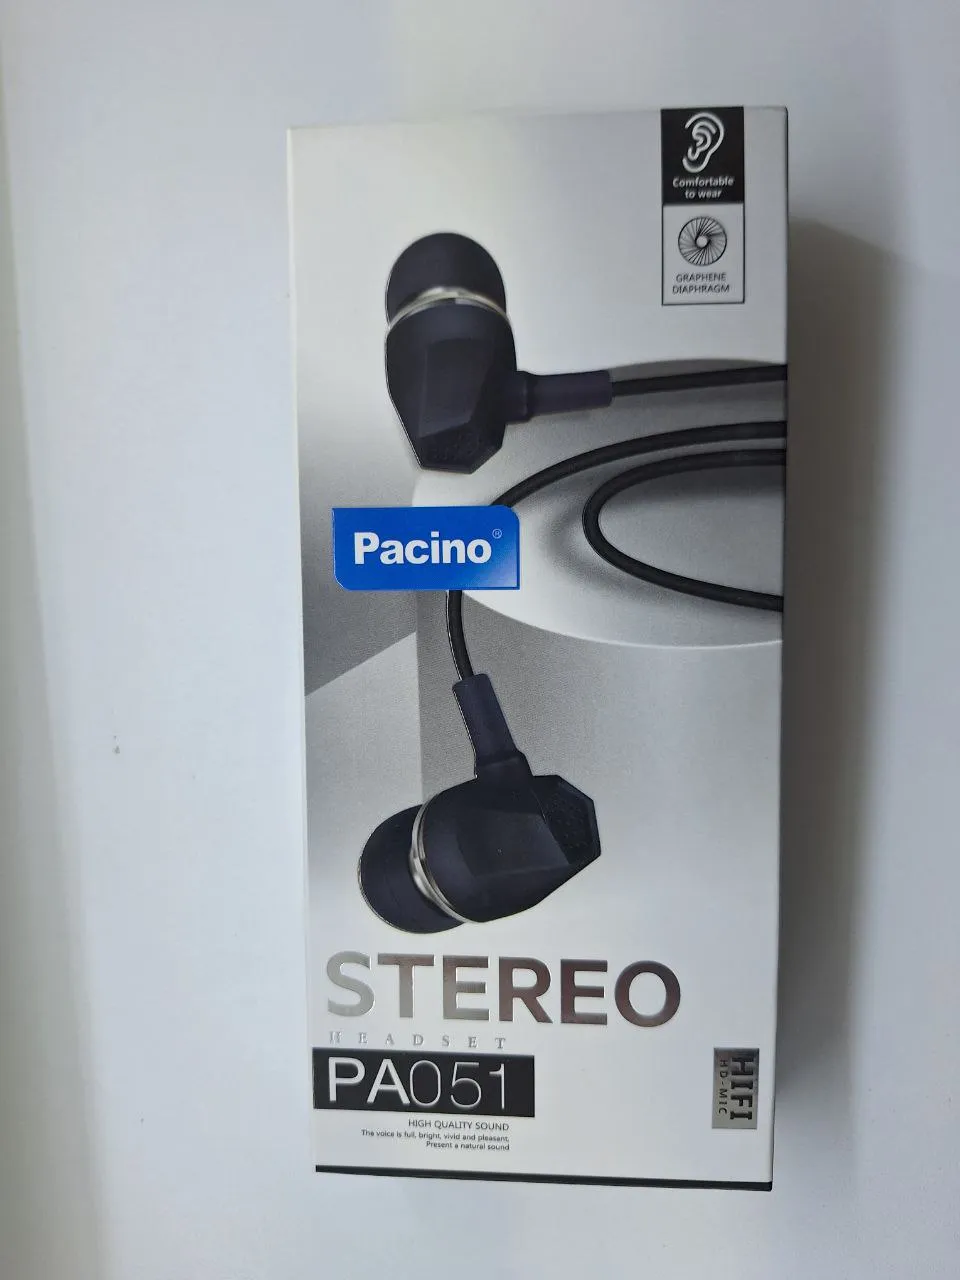 Comfortable
to wear
GRAPHENE
DIAPHRAGM
Pacino®
STEREO
HEADSET
PA051
HIFI
HD-MIC
HIGH QUALITY SOUND
The voice is full, bright, vivid and pleasant,
Present a natural sound